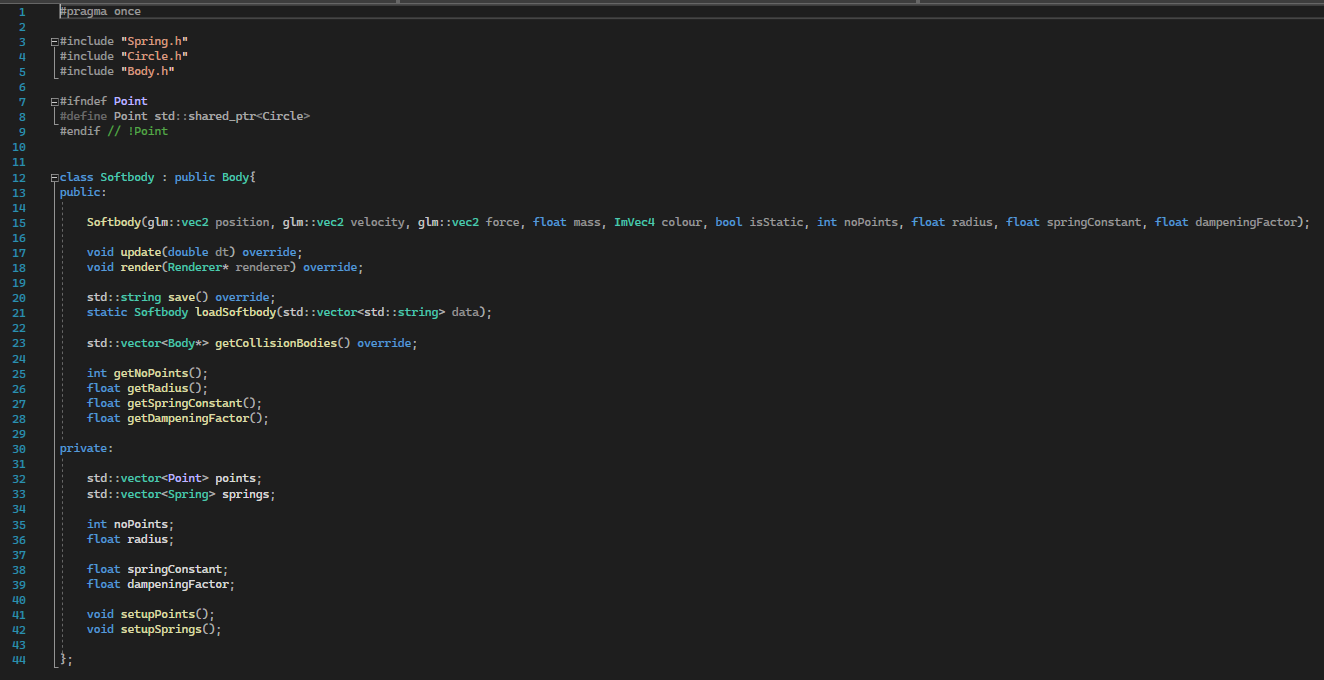 1 #pragma once
2
3 #include "Spring.h"
4 #include "Circle.h"
5 #include "Body.h"
6
7 #ifndef Point
8 #define Point std::shared_ptr<Circle>
9 #endif // !Point
10
11
12 class Softbody : public Body{
13 public:
14
15 Softbody(glm::vec2 position, glm::vec2 velocity, glm::vec2 force, float mass, ImVec4 colour, bool isStatic, int noPoints, float radius, float springConstant, float dampeningFactor);
16
17 void update(double dt) override;
18 void render(Renderer* renderer) override;
19
20 std::string save() override;
21 static Softbody loadSoftbody(std::vector<std::string> data);
22
23 std::vector<Body*> getCollisionBodies() override;
24
25 int getNoPoints();
26 float getRadius();
27 float getSpringConstant();
28 float getDampeningFactor();
29
30 private:
31
32 std::vector<Point> points;
33 std::vector<Spring> springs;
34
35 int noPoints;
36 float radius;
37
38 float springConstant;
39 float dampeningFactor;
40
41 void setupPoints();
42 void setupSprings();
43
44 };